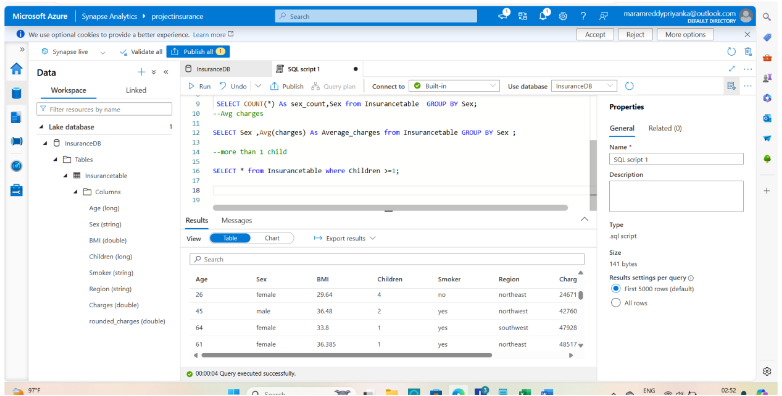 Microsoft Azure | Synapse Analytics > projectinsurance
Search
1
1
maramreddypriyanka@outlook.com
DEFAULT DIRECTORY
We use optional cookies to provide a better experience. Learn more
Accept
Reject
More options
Synapse live
Validate all
Publish all 1
Data
Workspace
Linked
Filter resources by name
Lake database 1
InsuranceDB
Tables
Insurancetable
Columns
Age (long)
Sex (string)
BMI (double)
Children (long)
Smoker (string)
Region (string)
Charges (double)
rounded_charges (double)
InsuranceDB
SQL script 1
Run
Undo
Publish
Query plan
Connect to
Built-in
Use database
InsuranceDB
9 SELECT COUNT(*) As sex_count,Sex from Insurancetable GROUP BY Sex;
10 --Avg charges
11
12 SELECT Sex ,Avg(charges) As Average_charges from Insurancetable GROUP BY Sex ;
13
14 --more than 1 child
15
16 SELECT * from Insurancetable where Children >=1;
17
18
19
Results
Messages
View
Table
Chart
Export results
Search
Age Sex BMI Children Smoker Region Charg
26 female 29.64 4 no northeast 24671
45 male 36.48 2 yes northwest 42760
64 female 33.8 1 yes southwest 47928
61 female 36.385 1 yes northeast 48517
00:00:04 Query executed successfully.
Properties
General
Related (0)
Name *
SQL script 1
Description
Type
.sql script
Size
141 bytes
Results settings per query
First 5000 rows (default)
All rows
97°F
Search
ENG
02:52